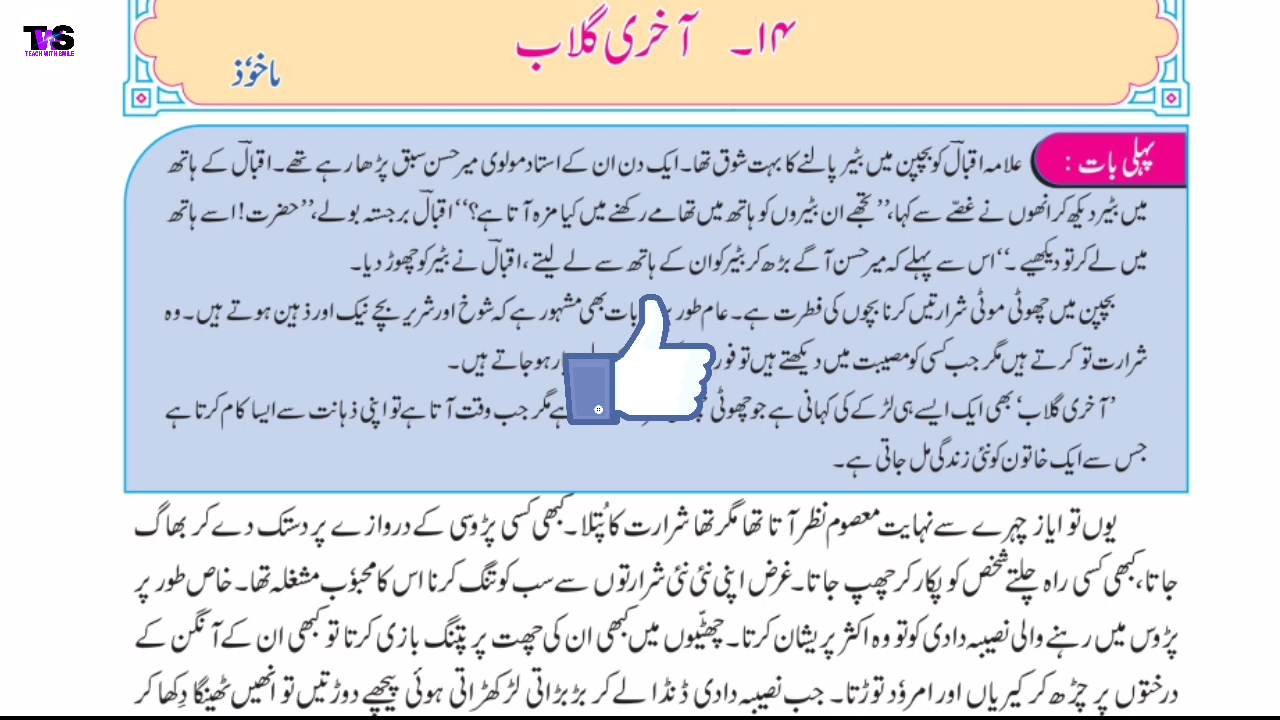 TWS
TEACH WITH SMILE
۱۴۔ آخری گلاب
ماخوذ
پہلی بات :
علامہ اقبالؔ کو بچپن میں بٹیر پالنے کا بہت شوق تھا۔ ایک دن ان کے استاد مولوی میر حسن سبق پڑھا رہے تھے۔ اقبالؔ کے ہاتھ
میں بٹیر دیکھ کر انھوں نے غصّے سے کہا، ’’تجھے ان بٹیروں کو ہاتھ میں تھامے رکھنے میں کیا مزہ آتا ہے؟‘‘ اقبالؔ برجستہ بولے، ’’حضرت! اسے ہاتھ
میں لے کر تو دیکھیے۔‘‘ اس سے پہلے کہ میر حسن آگے بڑھ کر بٹیر کو ان کے ہاتھ سے لے لیتے، اقبالؔ نے بٹیر کو چھوڑ دیا۔
بچپن میں چھوٹی موٹی شرارتیں کرنا بچوں کی فطرت ہے۔ عام طور بات بھی مشہور ہے کہ شوخ اور شریر بچے نیک اور ذہین ہوتے ہیں۔ وہ
شرارت تو کرتے ہیں مگر جب کسی کو مصیبت میں دیکھتے ہیں تو ہو جاتے ہیں۔
’آخری گلاب‘ بھی ایک ایسے ہی لڑکے کی کہانی ہے جو چھوٹی ہے مگر جب وقت آتا ہے تو اپنی ذہانت سے ایسا کام کرتا ہے
جس سے ایک خاتون کو نئی زندگی مل جاتی ہے۔
یوں تو ایاز چہرے سے نہایت معصوم نظر آتا تھا مگر تھا شرارت کا پُتلا۔ کبھی کسی پڑوسی کے دروازے پر دستک دے کر بھاگ
جاتا، کبھی کسی راہ چلتے شخص کو پکار کر چھپ جاتا۔ غرض اپنی نئی نئی شرارتوں سے سب کو تنگ کرنا اس کا محبوٗب مشغلہ تھا۔ خاص طور پر
پڑوس میں رہنے والی نصیبہ دادی کو تو وہ اکثر پریشان کرتا۔ چھٹّیوں میں کبھی ان کی چھت پر پتنگ بازی کرتا تو کبھی ان کے آنگن کے
درختوں پر چڑھ کر کیریاں اور امروٗد توڑتا۔ جب نصیبہ دادی ڈنڈا لے کر بڑبڑاتی لڑکھڑاتی ہوئی پیچھے دوڑتیں تو انھیں ٹھینگا دِکھا کر